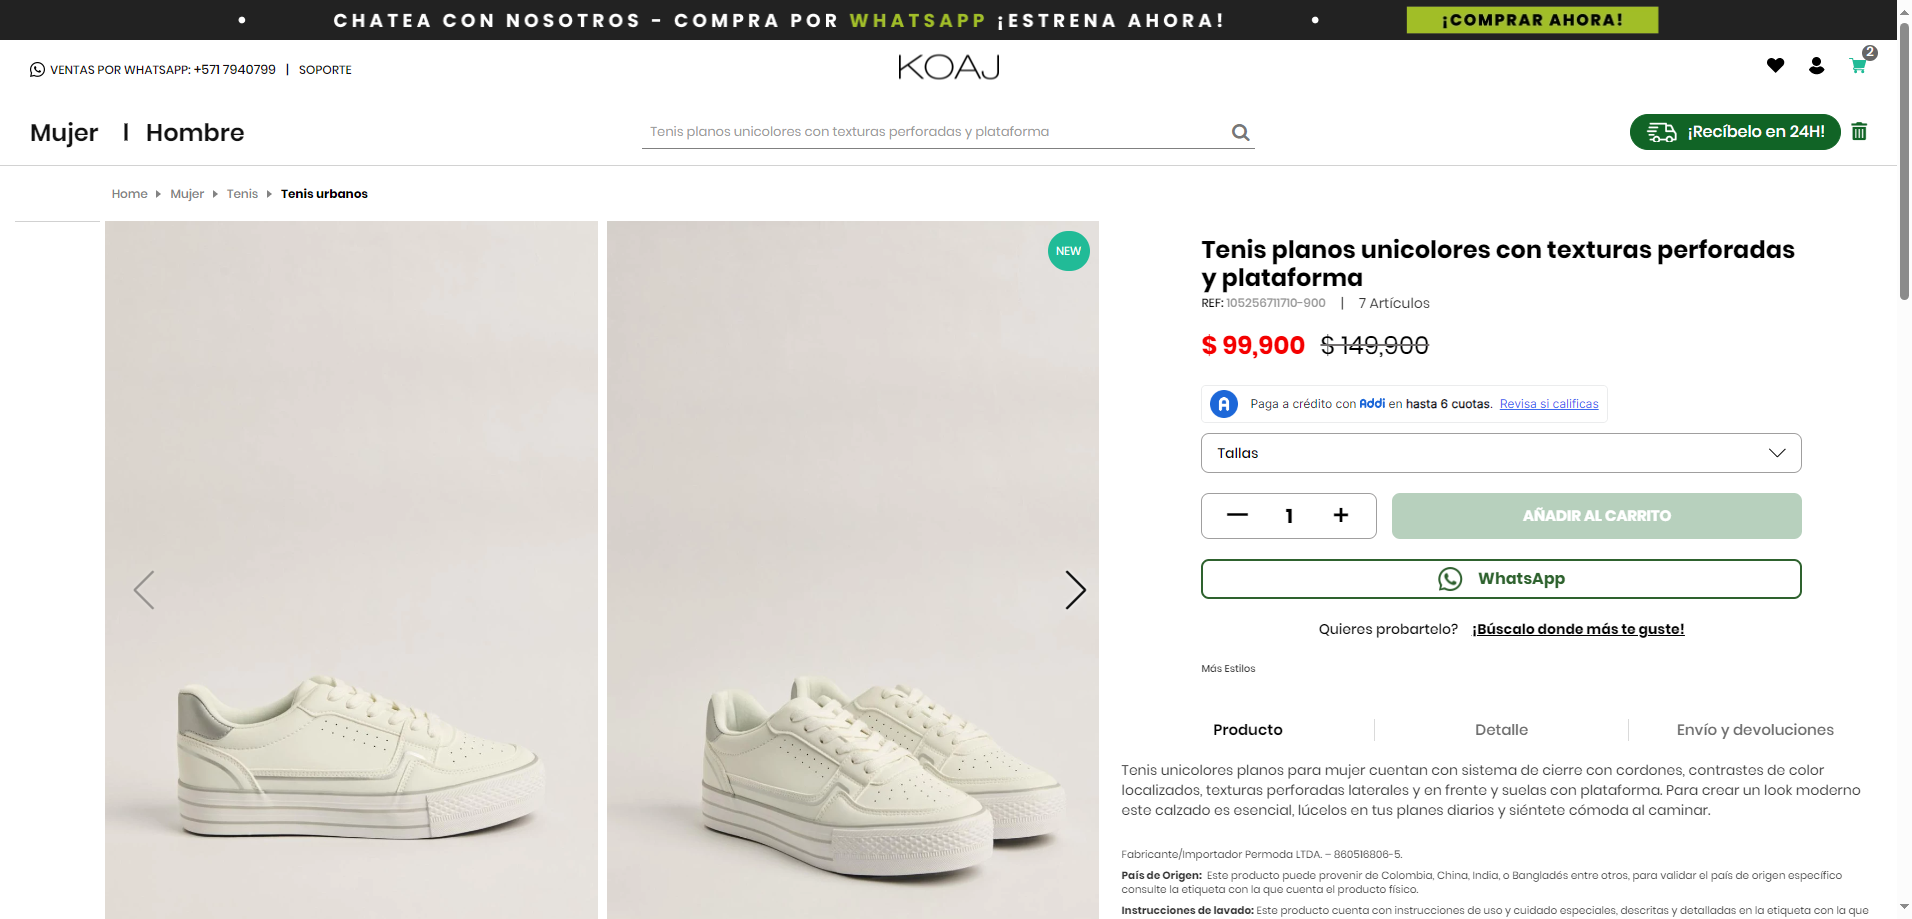 CHATEA CON NOSOTROS - COMPRA POR WHATSAPP ¡ESTRENA AHORA!
¡COMPRAR AHORA!
VENTAS POR WHATSAPP: +571 7940799 | SOPORTE
KOAJ
2
Mujer | Hombre
Tenis planos unicolores con texturas perforadas y plataforma
¡Recíbelo en 24H!
Home Mujer Tenis Tenis urbanos
NEW
Tenis planos unicolores con texturas perforadas
y plataforma
REF: 105256711710-900 | 7 Artículos
$ 99,900 $ 149,900
Paga a crédito con Addi en hasta 6 cuotas. Revisa si calificas
Tallas
1
AÑADIR AL CARRITO
WhatsApp
Quieres probartelo? ¡Búscalo donde más te guste!
Más Estilos
Producto
Detalle
Envío y devoluciones
Tenis unicolores planos para mujer cuentan con sistema de cierre con cordones, contrastes de color
localizados, texturas perforadas laterales y en frente y suelas con plataforma. Para crear un look moderno
este calzado es esencial, lúcelos en tus planes diarios y siéntete cómoda al caminar.
Fabricante/Importador Permoda LTDA. – 860516806-5.
País de Origen: Este producto puede provenir de Colombia, China, India, o Bangladés entre otros, para validar el país de origen específico
consulte la etiqueta con la que cuenta el producto físico.
Instrucciones de lavado: Este producto cuenta con instrucciones de uso y cuidado especiales, descritas y detalladas en la etiqueta con la que